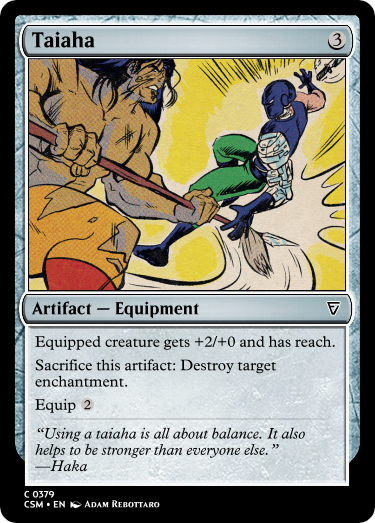 Taiaha 3
Artifact — Equipment
Equipped creature gets +2/+0 and has reach.
Sacrifice this artifact: Destroy target
enchantment.
Equip 2
“Using a taiaha is all about balance. It also
helps to be stronger than everyone else.”
—Haka
C 0379
CSM • EN Adam Rebottaro